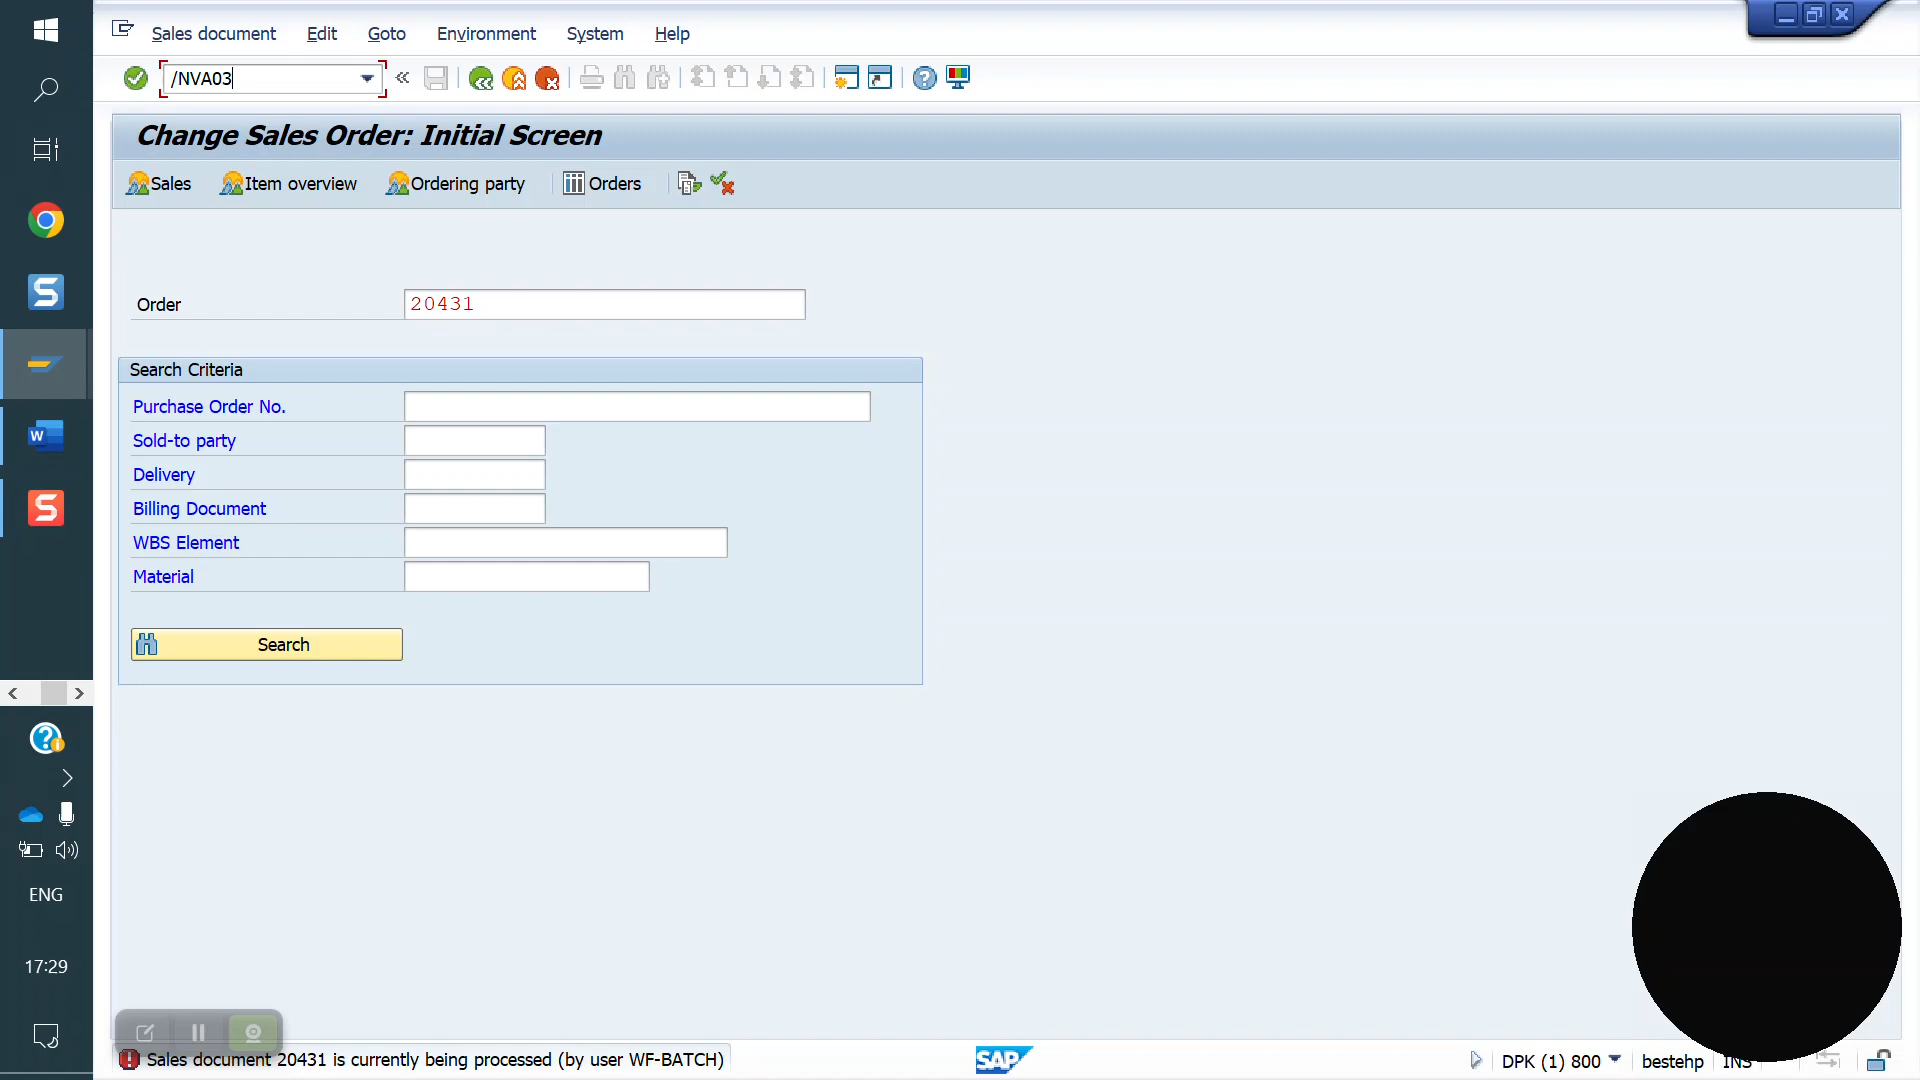 Sales document Edit Goto Environment System Help
/NVA03
Change Sales Order: Initial Screen
Sales Item overview Ordering party Orders
Order 20431
Search Criteria
Purchase Order No.
Sold-to party
Delivery
Billing Document
WBS Element
Material
Search
ENG
17:29
Sales document 20431 is currently being processed (by user WF-BATCH)
SAP
DPK (1) 800 bestehp INS